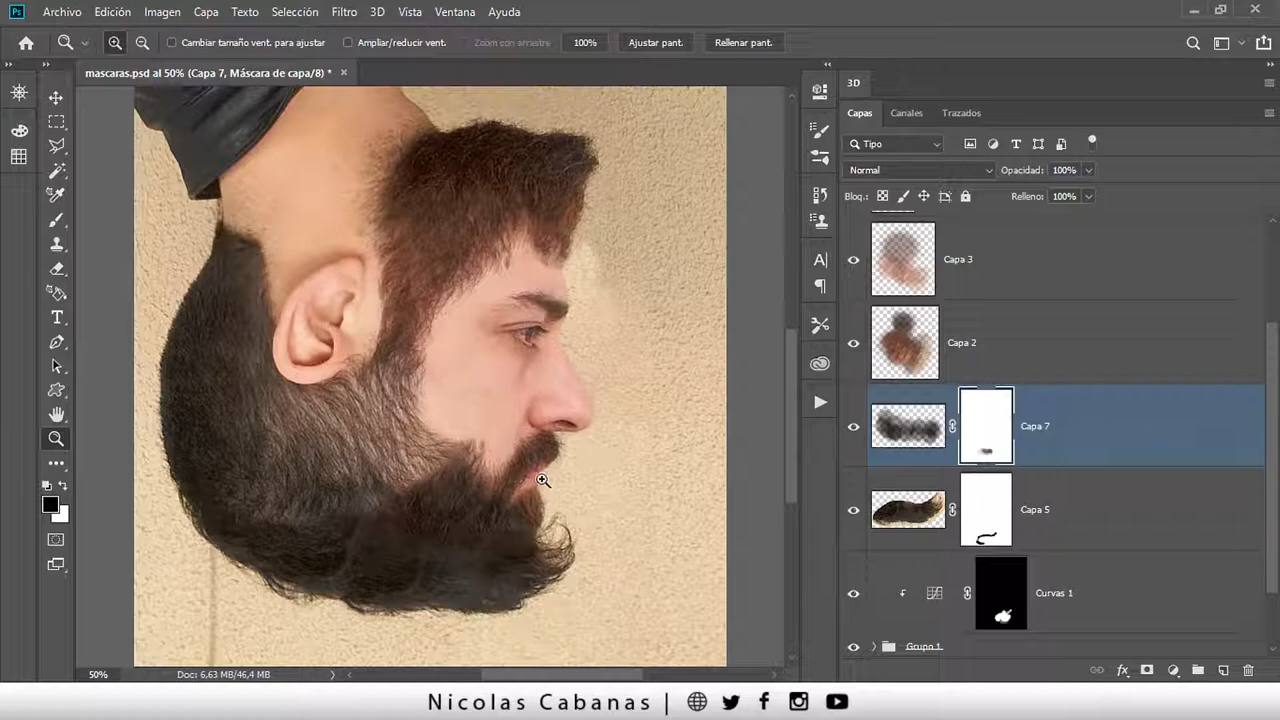 Ps Archivo Edición Imagen Capa Texto Selección Filtro 3D Vista Ventana Ayuda
Cambiar tamaño vent. para ajustar Ampliar/reducir vent. Zoom con arrastre 100% Ajustar pant. Rellenar pant.
mascaras.psd al 50% (Capa 7, Máscara de capa/8) *
3D
Capas Canales Trazados
Tipo
Normal Opacidad: 100%
Bloq.: Relleno: 100%
Capa 3
Capa 2
Capa 7
Capa 5
Curvas 1
Grupo 1
50% Doc: 6,63 MB/46,4 MB
Nicolas Cabanas |